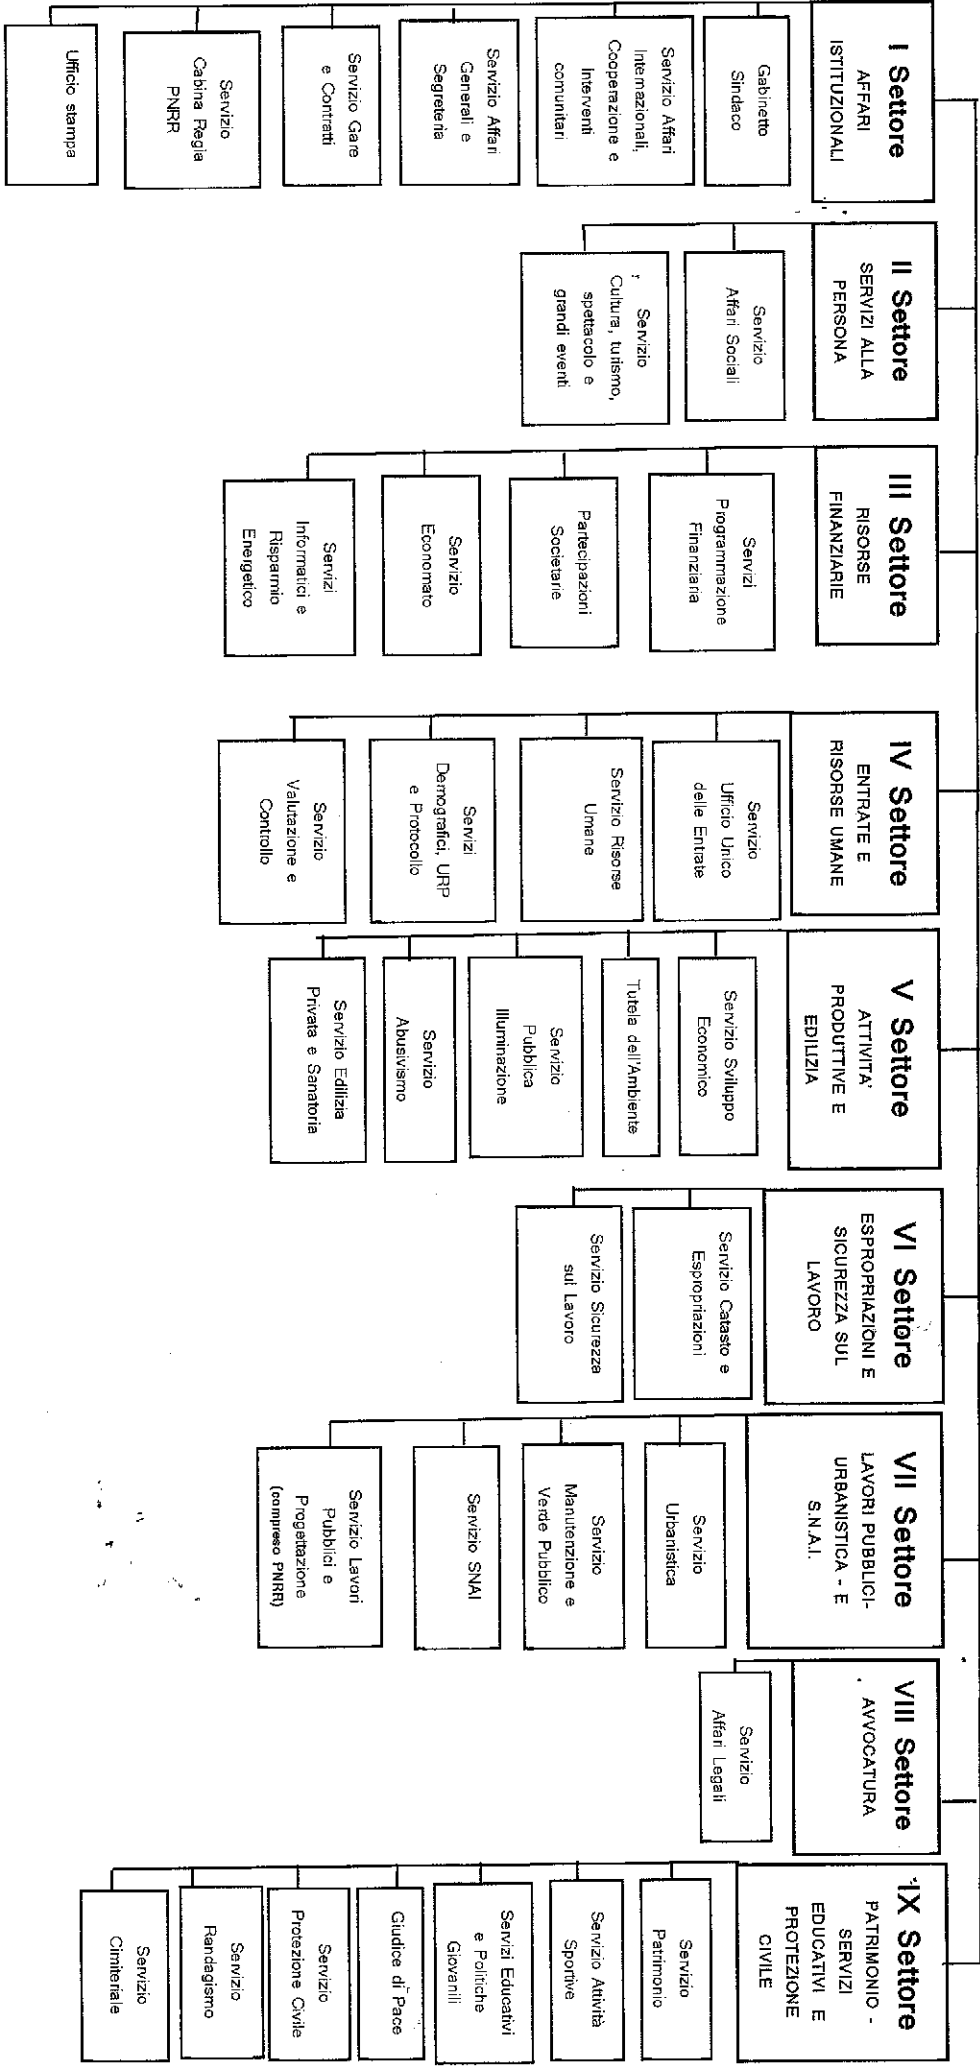 I Settore
AFFARI
ISTITUZIONALI
Gabinetto
Sindaco
Servizio Affari
Internazionali,
Cooperazione e
Interventi
comunitari
Servizio Affari
Generali e
Segreteria
Servizio Gare
e Contratti
Servizio
Cabina Regia
PNRR
Ufficio stampa
II Settore
SERVIZI ALLA
PERSONA
Servizio
Affari Sociali
Servizio
Cultura, turismo,
spettacolo e
grandi eventi
III Settore
RISORSE
FINANZIARIE
Servizi
Programmazione
Finanziaria
Partecipazioni
Societarie
Servizio
Economato
Servizi
Informatici e
Risparmio
Energetico
IV Settore
ENTRATE E
RISORSE UMANE
Servizio
Ufficio Unico
delle Entrate
Servizio Risorse
Umane
Servizi
Demografici, URP
e Protocollo
Servizio
Valutazione e
Controllo
V Settore
ATTIVITA'
PRODUTTIVE E
EDILIZIA
Servizio Sviluppo
Economico
Tutela dell'Ambiente
Servizio
Pubblica
Illuminazione
Servizio
Abusivismo
Servizio Edilizia
Privata e Sanatoria
VI Settore
ESPROPRIAZIONI E
SICUREZZA SUL
LAVORO
Servizio Catasto e
Espropriazioni
Servizio Sicurezza
sul Lavoro
VII Settore
LAVORI PUBBLICI-
URBANISTICA - E
S.N.A.I.
Servizio
Urbanistica
Servizio
Manutenzione e
Verde Pubblico
Servizio SNAI
Servizio Lavori
Pubblici e
Progettazione
(compreso PNRR)
VIII Settore
AVVOCATURA
Servizio
Affari Legali
IX Settore
PATRIMONIO -
SERVIZI
EDUCATIVI E
PROTEZIONE
CIVILE
Servizio
Patrimonio
Servizio Attività
Sportive
Servizi Educativi
e Politiche
Giovanili
Giudice di Pace
Servizio
Protezione Civile
Servizio
Randagismo
Servizio
Cimiteriale